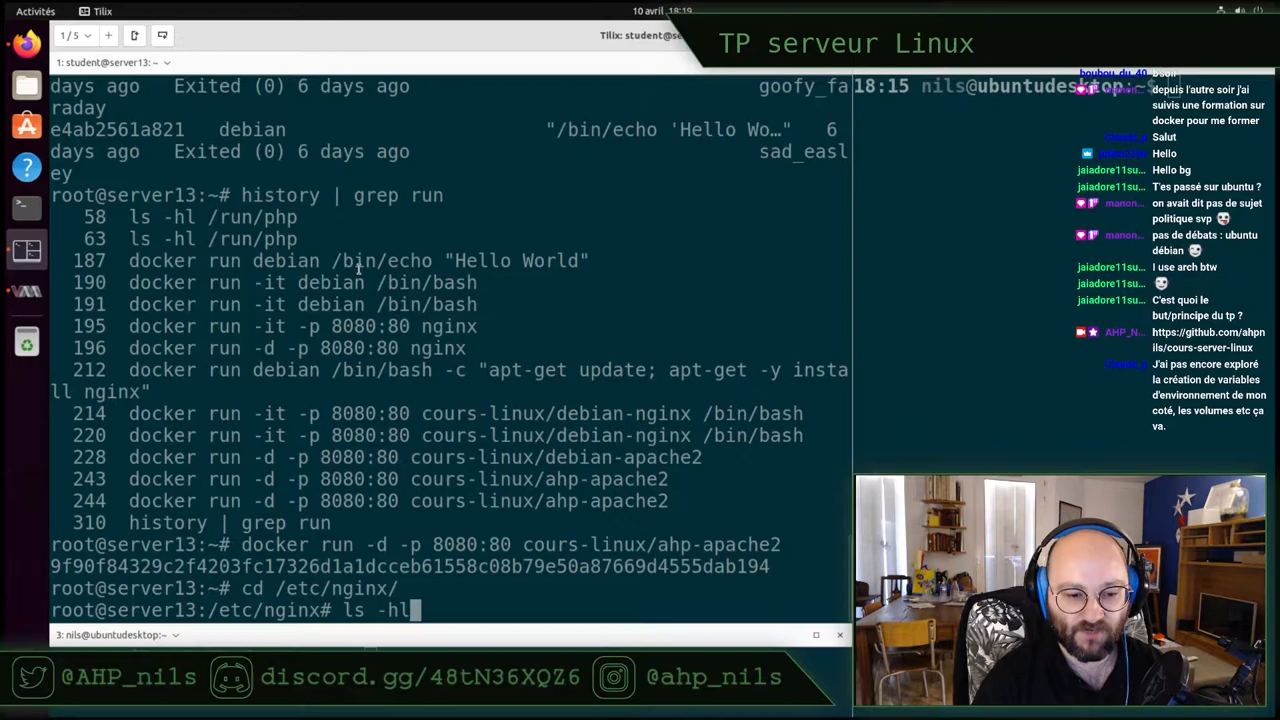 Activités
Tilix
10 avril 18:19
TP serveur Linux
1 / 5
Tilix: student@se
1: student@server13: ~
days ago   Exited (0) 6 days ago                               goofy_fa
raday
e4ab2561a821   debian                       "/bin/echo 'Hello Wo…"   6
days ago   Exited (0) 6 days ago                               sad_easl
ey
root@server13:~# history | grep run
58  ls -hl /run/php
63  ls -hl /run/php
187  docker run debian /bin/echo "Hello World"
190  docker run -it debian /bin/bash
191  docker run -it debian /bin/bash
195  docker run -it -p 8080:80 nginx
196  docker run -d -p 8080:80 nginx
212  docker run debian /bin/bash -c "apt-get update; apt-get -y insta
ll nginx"
214  docker run -it -p 8080:80 cours-linux/debian-nginx /bin/bash
220  docker run -it -p 8080:80 cours-linux/debian-nginx /bin/bash
228  docker run -d -p 8080:80 cours-linux/debian-apache2
243  docker run -d -p 8080:80 cours-linux/ahp-apache2
244  docker run -d -p 8080:80 cours-linux/ahp-apache2
310  history | grep run
root@server13:~# docker run -d -p 8080:80 cours-linux/ahp-apache2
9f90f84329c2f4203fc17320d1a1dcceb61558c08b79e50a87669d4555dab194
root@server13:~# cd /etc/nginx/
root@server13:/etc/nginx# ls -hl
3: nils@ubuntudesktop:~
18:15 nils@ubuntudesktop:~$
boubou_du_40 bsoir
manon... depuis l'autre soir j'ai
suivis une formation sur
docker pour me former
Salut
Hello
jaiadore11su... Hello bg
jaiadore11su... T'es passé sur ubuntu ?
manon... on avait dit pas de sujet
politique svp
manon... pas de débats : ubuntu
débian
jaiadore11su... I use arch btw
jaiadore11su...
jaiadore11su... C'est quoi le
but/principe du tp ?
AHP_N... https://github.com/ahpn
ils/cours-server-linux
J'ai pas encore exploré
la création de variables
d'environement de mon
coté, les volumes etc ça
va.
@AHP_nils
discord.gg/48tN36XQZ6
@ahp_nils